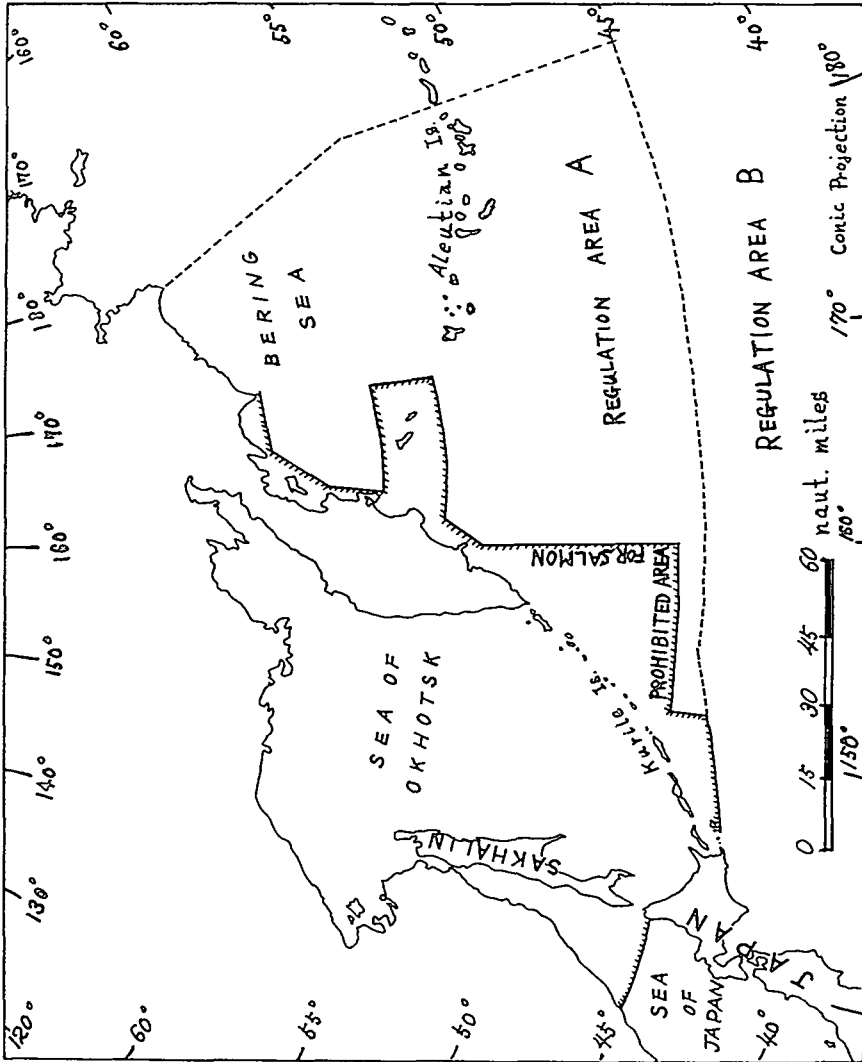 120°
130°
140°
150°
160°
170°
180°
170°
160°
60°
60°
55°
55°
50°
50°
45°
45°
40°
40°
BERING
SEA
SEA OF
OKHOTSK
SAKHALIN
Aleutian Is.
Kurile Is.
REGULATION AREA A
FOR SALMON
PROHIBITED AREA
SEA
OF
JAPAN
JAPAN
REGULATION AREA B
0 15 30 45 60
naut. miles
150°
160°
170°
Conic Projection
180°